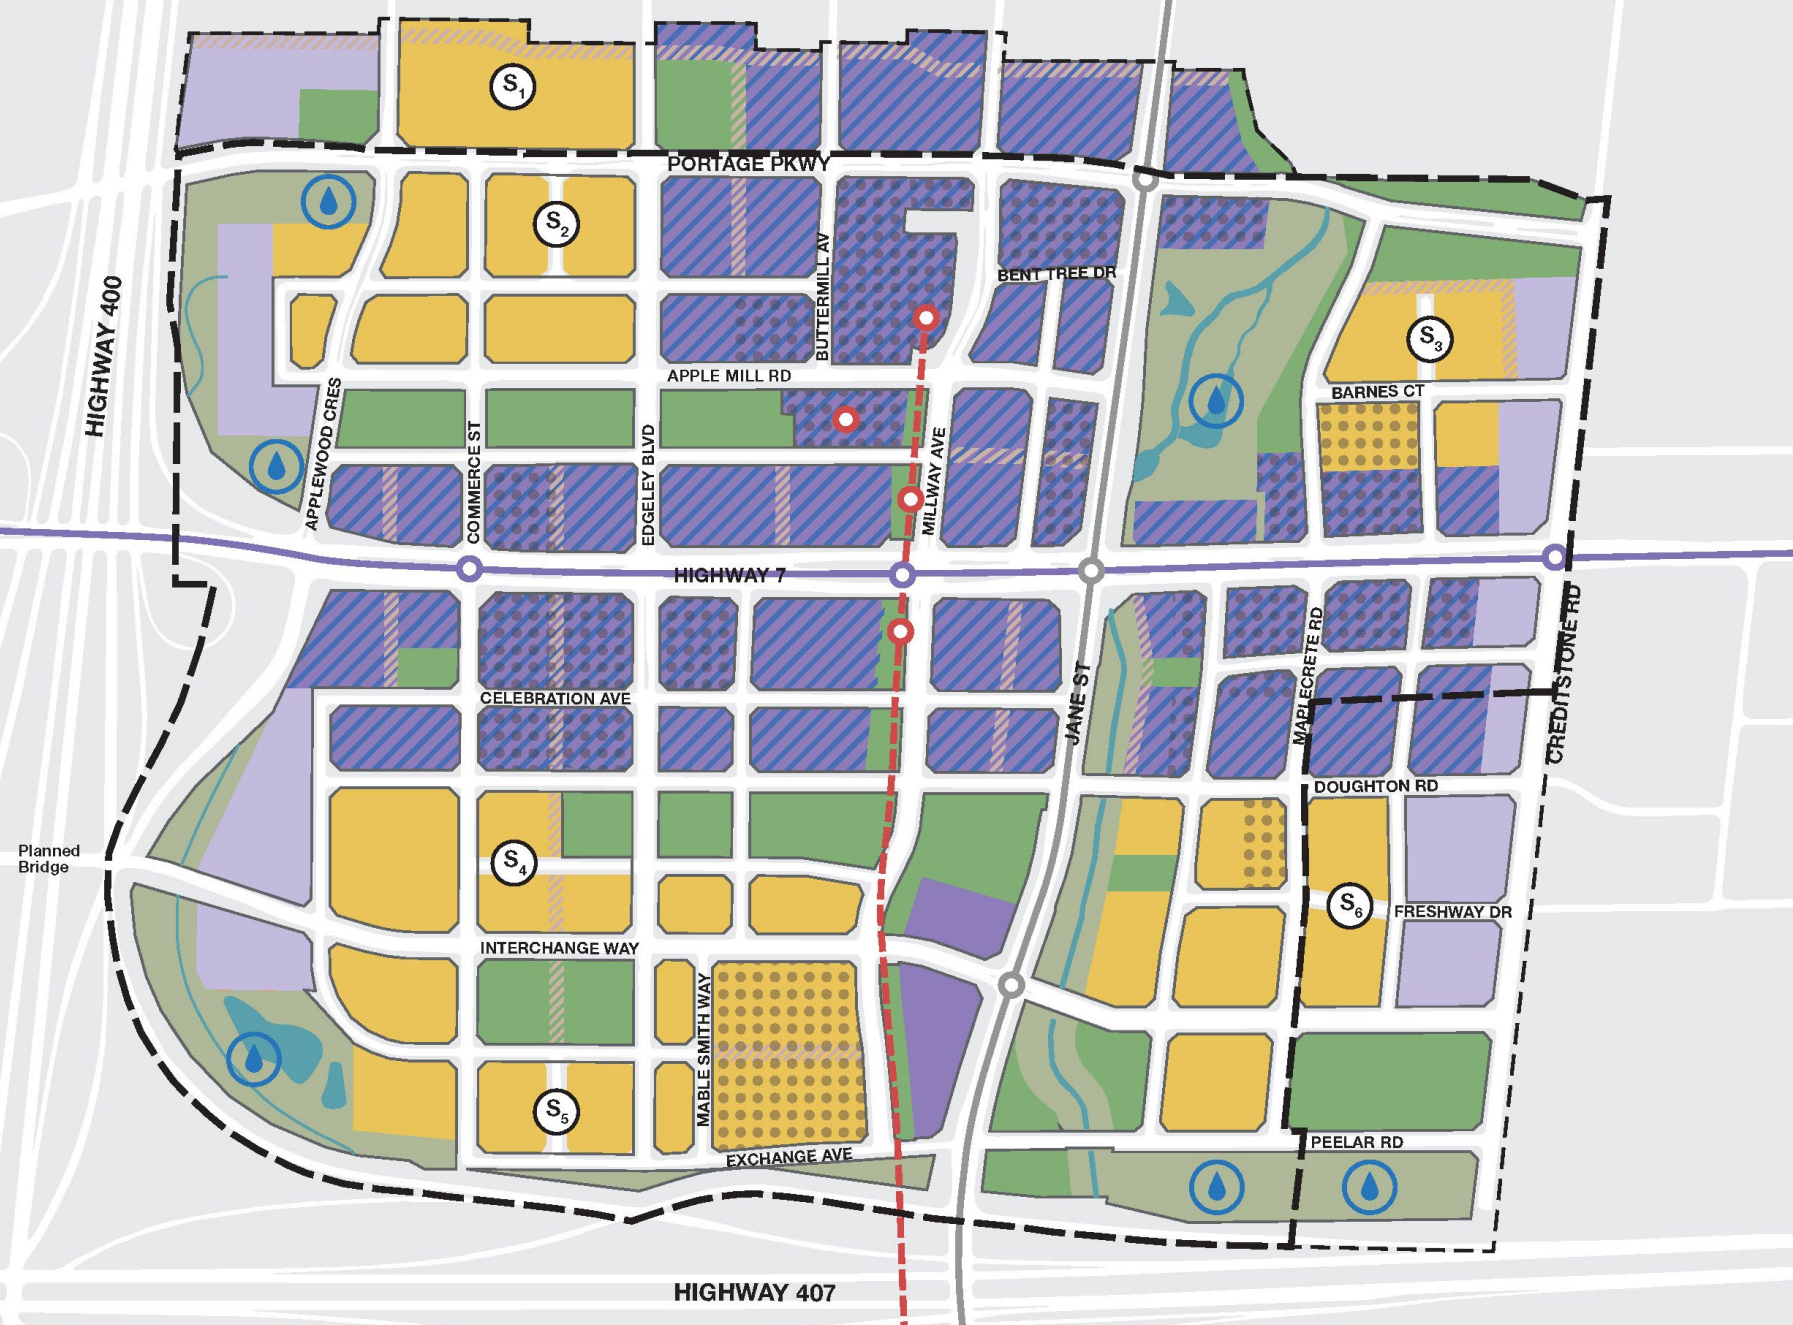 S1
PORTAGE PKWY
S2
BUTTERMILL AV
BENT TREE DR
HIGHWAY 400
S3
APPLE MILL RD
BARNES CT
APPLEWOOD CRES
COMMERCE ST
EDGELEY BLVD
MILLWAY AVE
HIGHWAY 7
CREDITSTONE RD
MAPLECRETE RD
JANE ST
CELEBRATION AVE
DOUGHTON RD
Planned
Bridge
S4
S6
FRESHWAY DR
INTERCHANGE WAY
MABLE SMITH WAY
S5
PEELAR RD
EXCHANGE AVE
HIGHWAY 407